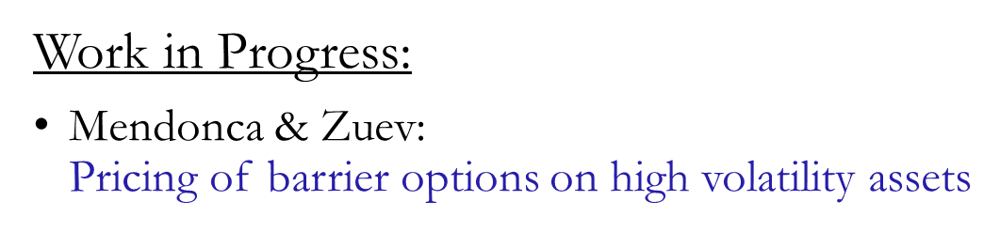 Work in Progress:
• Mendonca & Zuev:
Pricing of barrier options on high volatility assets